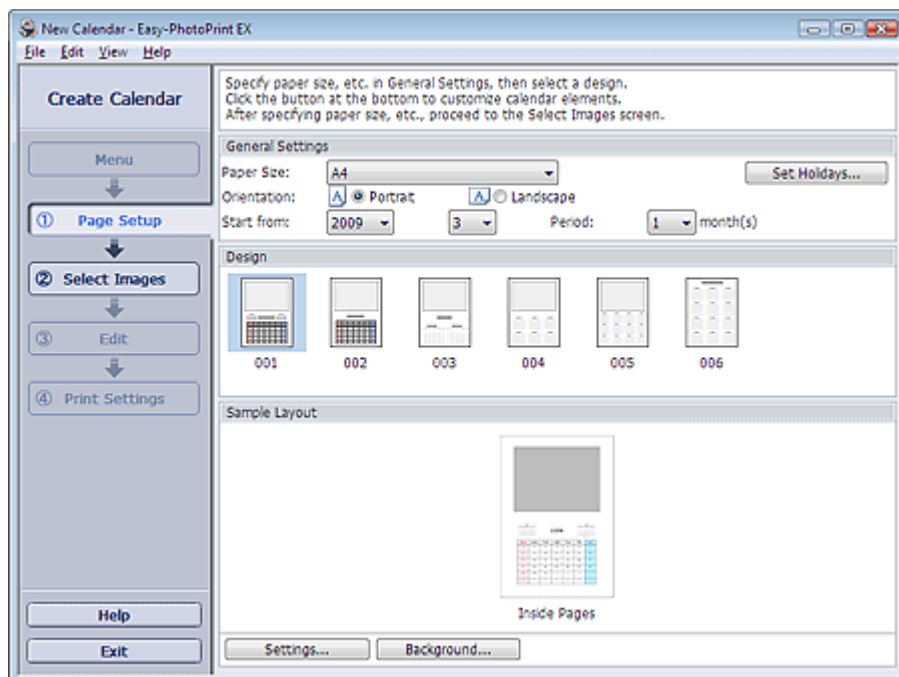 New Calendar - Easy-PhotoPrint EX
File Edit View Help
Create Calendar
Menu
① Page Setup
② Select Images
③ Edit
④ Print Settings
Help
Exit
Specify paper size, etc. in General Settings, then select a design.
Click the button at the bottom to customize calendar elements.
After specifying paper size, etc., proceed to the Select Images screen.
General Settings
Paper Size: A4 Set Holidays...
Orientation: A Portrait A Landscape
Start from: 2009 3 Period: 1 month(s)
Design
001 002 003 004 005 006
Sample Layout
Inside Pages
Settings... Background...